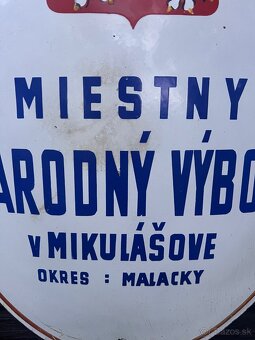 MIESTNY
ARODNÝ VÝBO
V MIKULÁŠOVE
OKRES : MALACKY